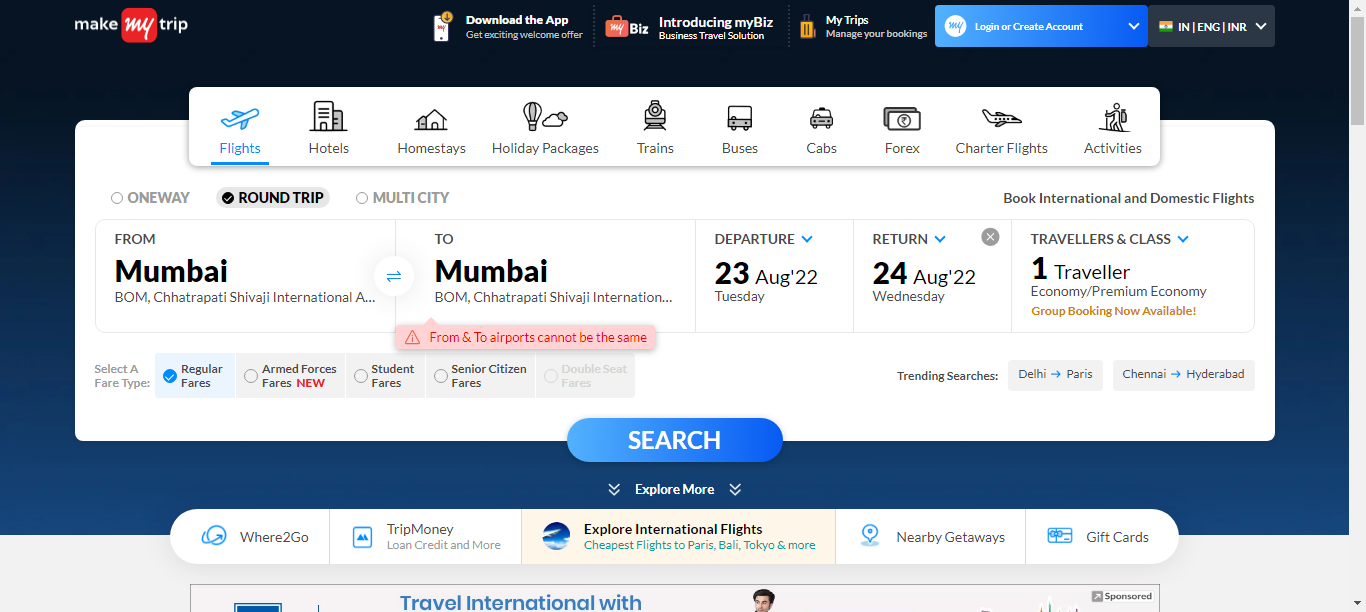 make my trip
Download the App
Get exciting welcome offer
my Biz
Introducing myBiz
Business Travel Solution
My Trips
Manage your bookings
my
Login or Create Account
IN | ENG | INR
Flights
Hotels
Homestays
Holiday Packages
Trains
Buses
Cabs
Forex
Charter Flights
Activities
ONEWAY
ROUND TRIP
MULTI CITY
Book International and Domestic Flights
FROM
Mumbai
BOM, Chhatrapati Shivaji International A...
TO
Mumbai
BOM, Chhatrapati Shivaji Internation...
From & To airports cannot be the same
DEPARTURE
23 Aug'22
Tuesday
RETURN
24 Aug'22
Wednesday
TRAVELLERS & CLASS
1 Traveller
Economy/Premium Economy
Group Booking Now Available!
Select A
Fare Type:
Regular
Fares
Armed Forces
Fares NEW
Student
Fares
Senior Citizen
Fares
Double Seat
Fares
Trending Searches:
Delhi → Paris
Chennai → Hyderabad
SEARCH
Explore More
Where2Go
TripMoney
Loan Credit and More
Explore International Flights
Cheapest Flights to Paris, Bali, Tokyo & more
Nearby Getaways
Gift Cards
Travel International with
Sponsored